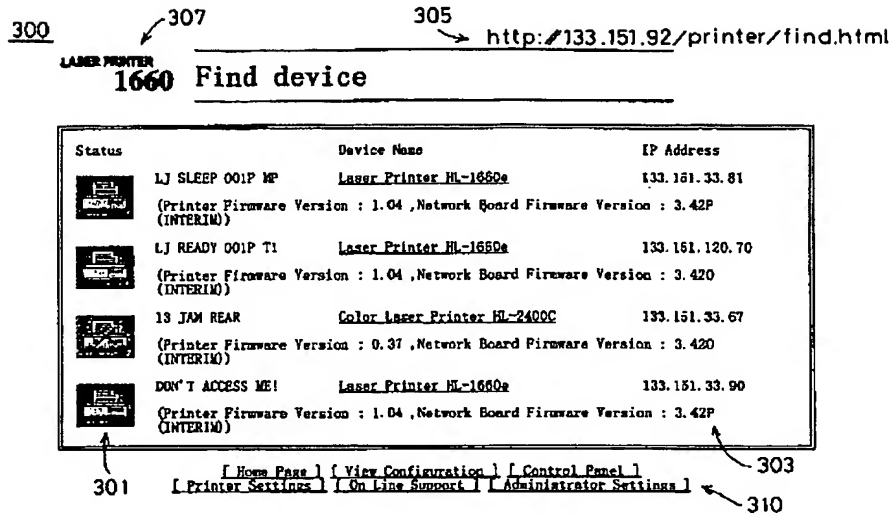 300
307
305
http://133.151.92/printer/find.html
LASER PRINTER
1660 Find device
Status Device Name IP Address
LJ SLEEP 001P MP Laser Printer HL-1660e 133.151.33.81
(Printer Firmware Version : 1.04 ,Network Board Firmware Version : 3.42P
(INTERIM))
LJ READY 001P T1 Laser Printer HL-1660e 133.151.120.70
(Printer Firmware Version : 1.04 ,Network Board Firmware Version : 3.420
(INTERIM))
13 JAM REAR Color Laser Printer HL-2400C 133.151.33.67
(Printer Firmware Version : 0.37 ,Network Board Firmware Version : 3.420
(INTERIM))
DON'T ACCESS ME! Laser Printer HL-1660e 133.151.33.90
(Printer Firmware Version : 1.04 ,Network Board Firmware Version : 3.42P
(INTERIM))
301
303
[ Home Page ] [ View Configuration ] [ Control Panel ]
[ Printer Settings ] [ On Line Support ] [ Administrator Settings ]
310